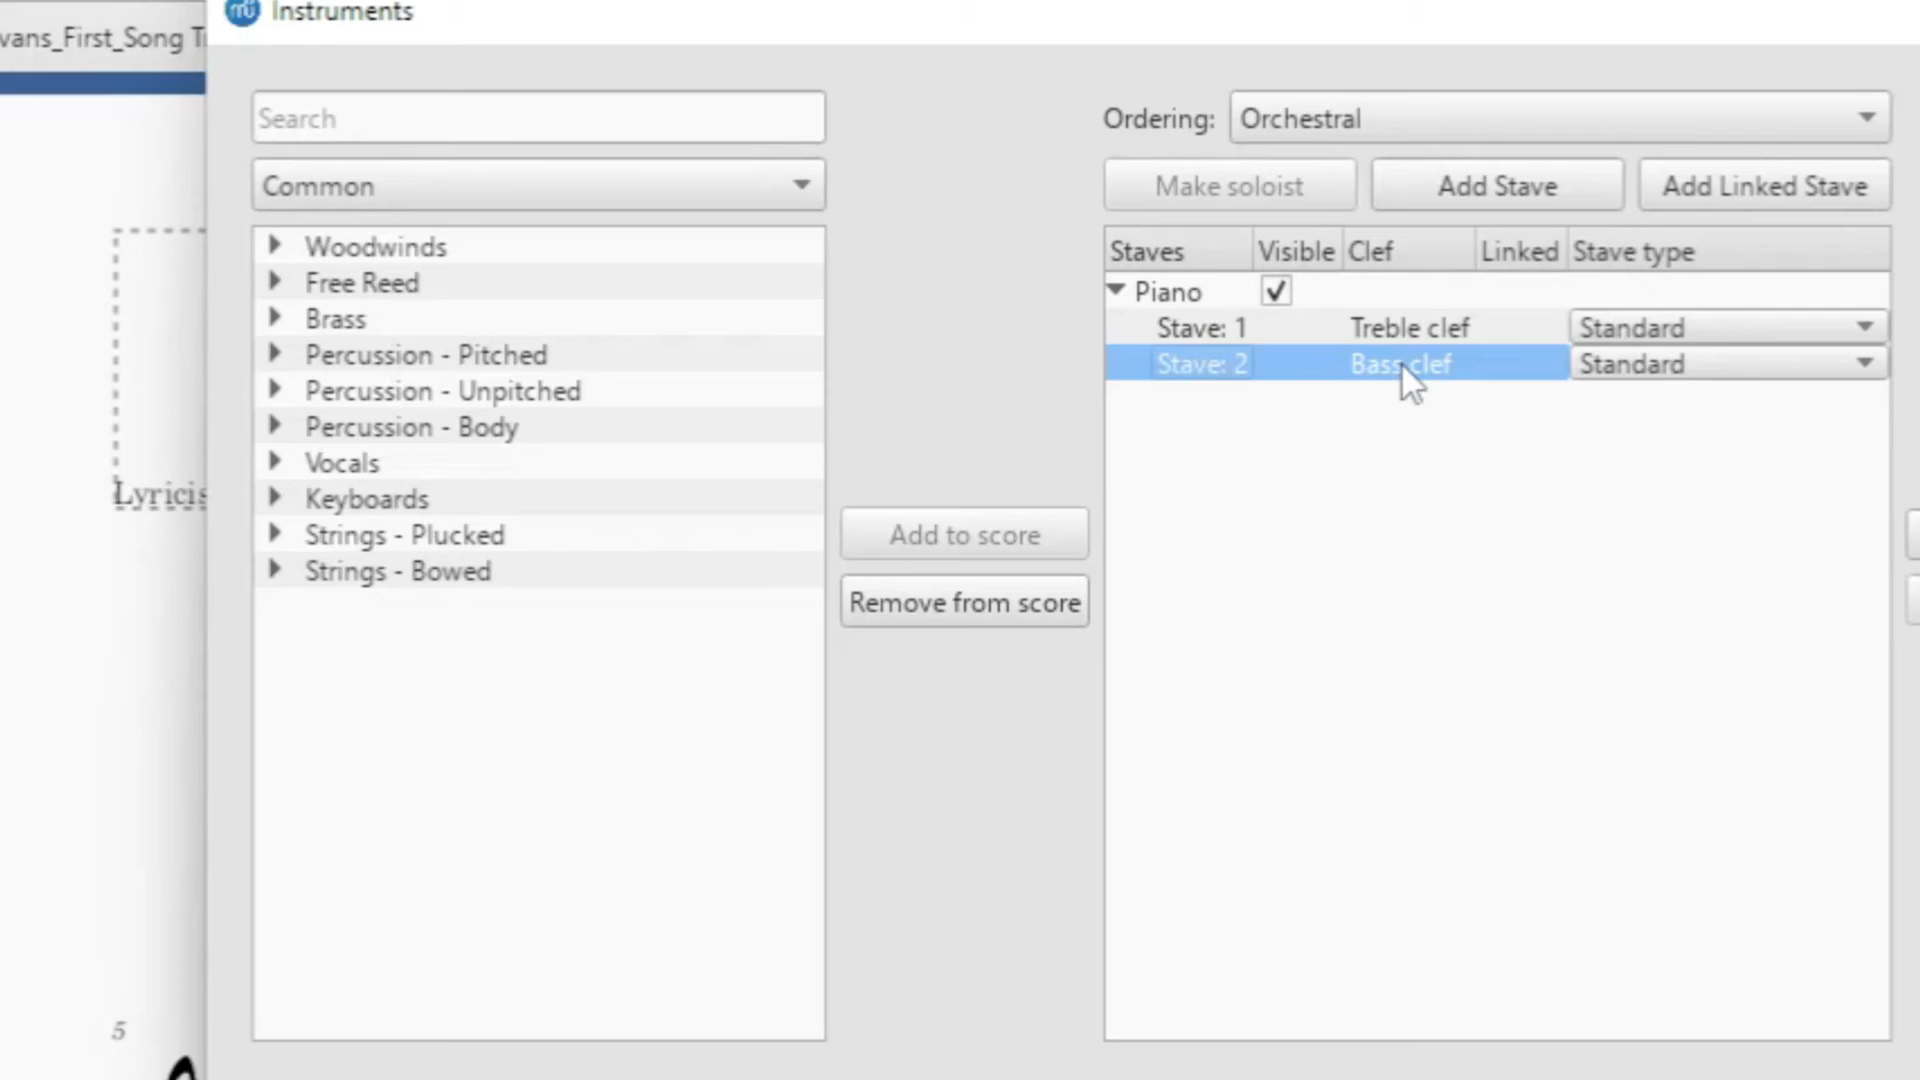 Instruments
vans_First_Song
Search
Common
Woodwinds
Free Reed
Brass
Percussion - Pitched
Percussion - Unpitched
Percussion - Body
Vocals
Keyboards
Strings - Plucked
Strings - Bowed
Add to score
Remove from score
Ordering: Orchestral
Make soloist Add Stave Add Linked Stave
Staves Visible Clef Linked Stave type
Piano
Stave: 1 Treble clef Standard
Stave: 2 Bass clef Standard
Lyricis
5